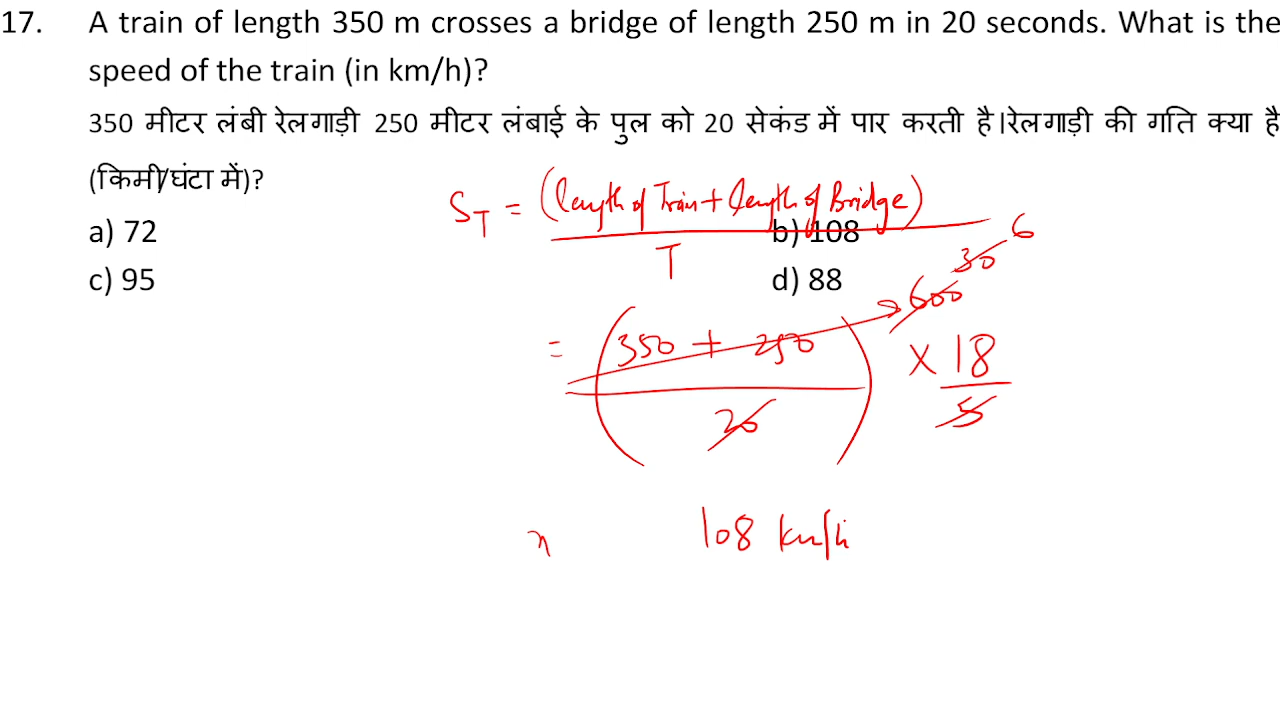 17. A train of length 350 m crosses a bridge of length 250 m in 20 seconds. What is the
speed of the train (in km/h)?
350 मीटर लंबी रेलगाड़ी 250 मीटर लंबाई के पुल को 20 सेकंड में पार करती है।रेलगाड़ी की गति क्या है
(किमी/घंटा में)?
S_T = (length of Train + length of Bridge)
a) 72 b) 108
T
c) 95 d) 88
600 30 6
= (350 + 250) × 18
20 5
108 km/h